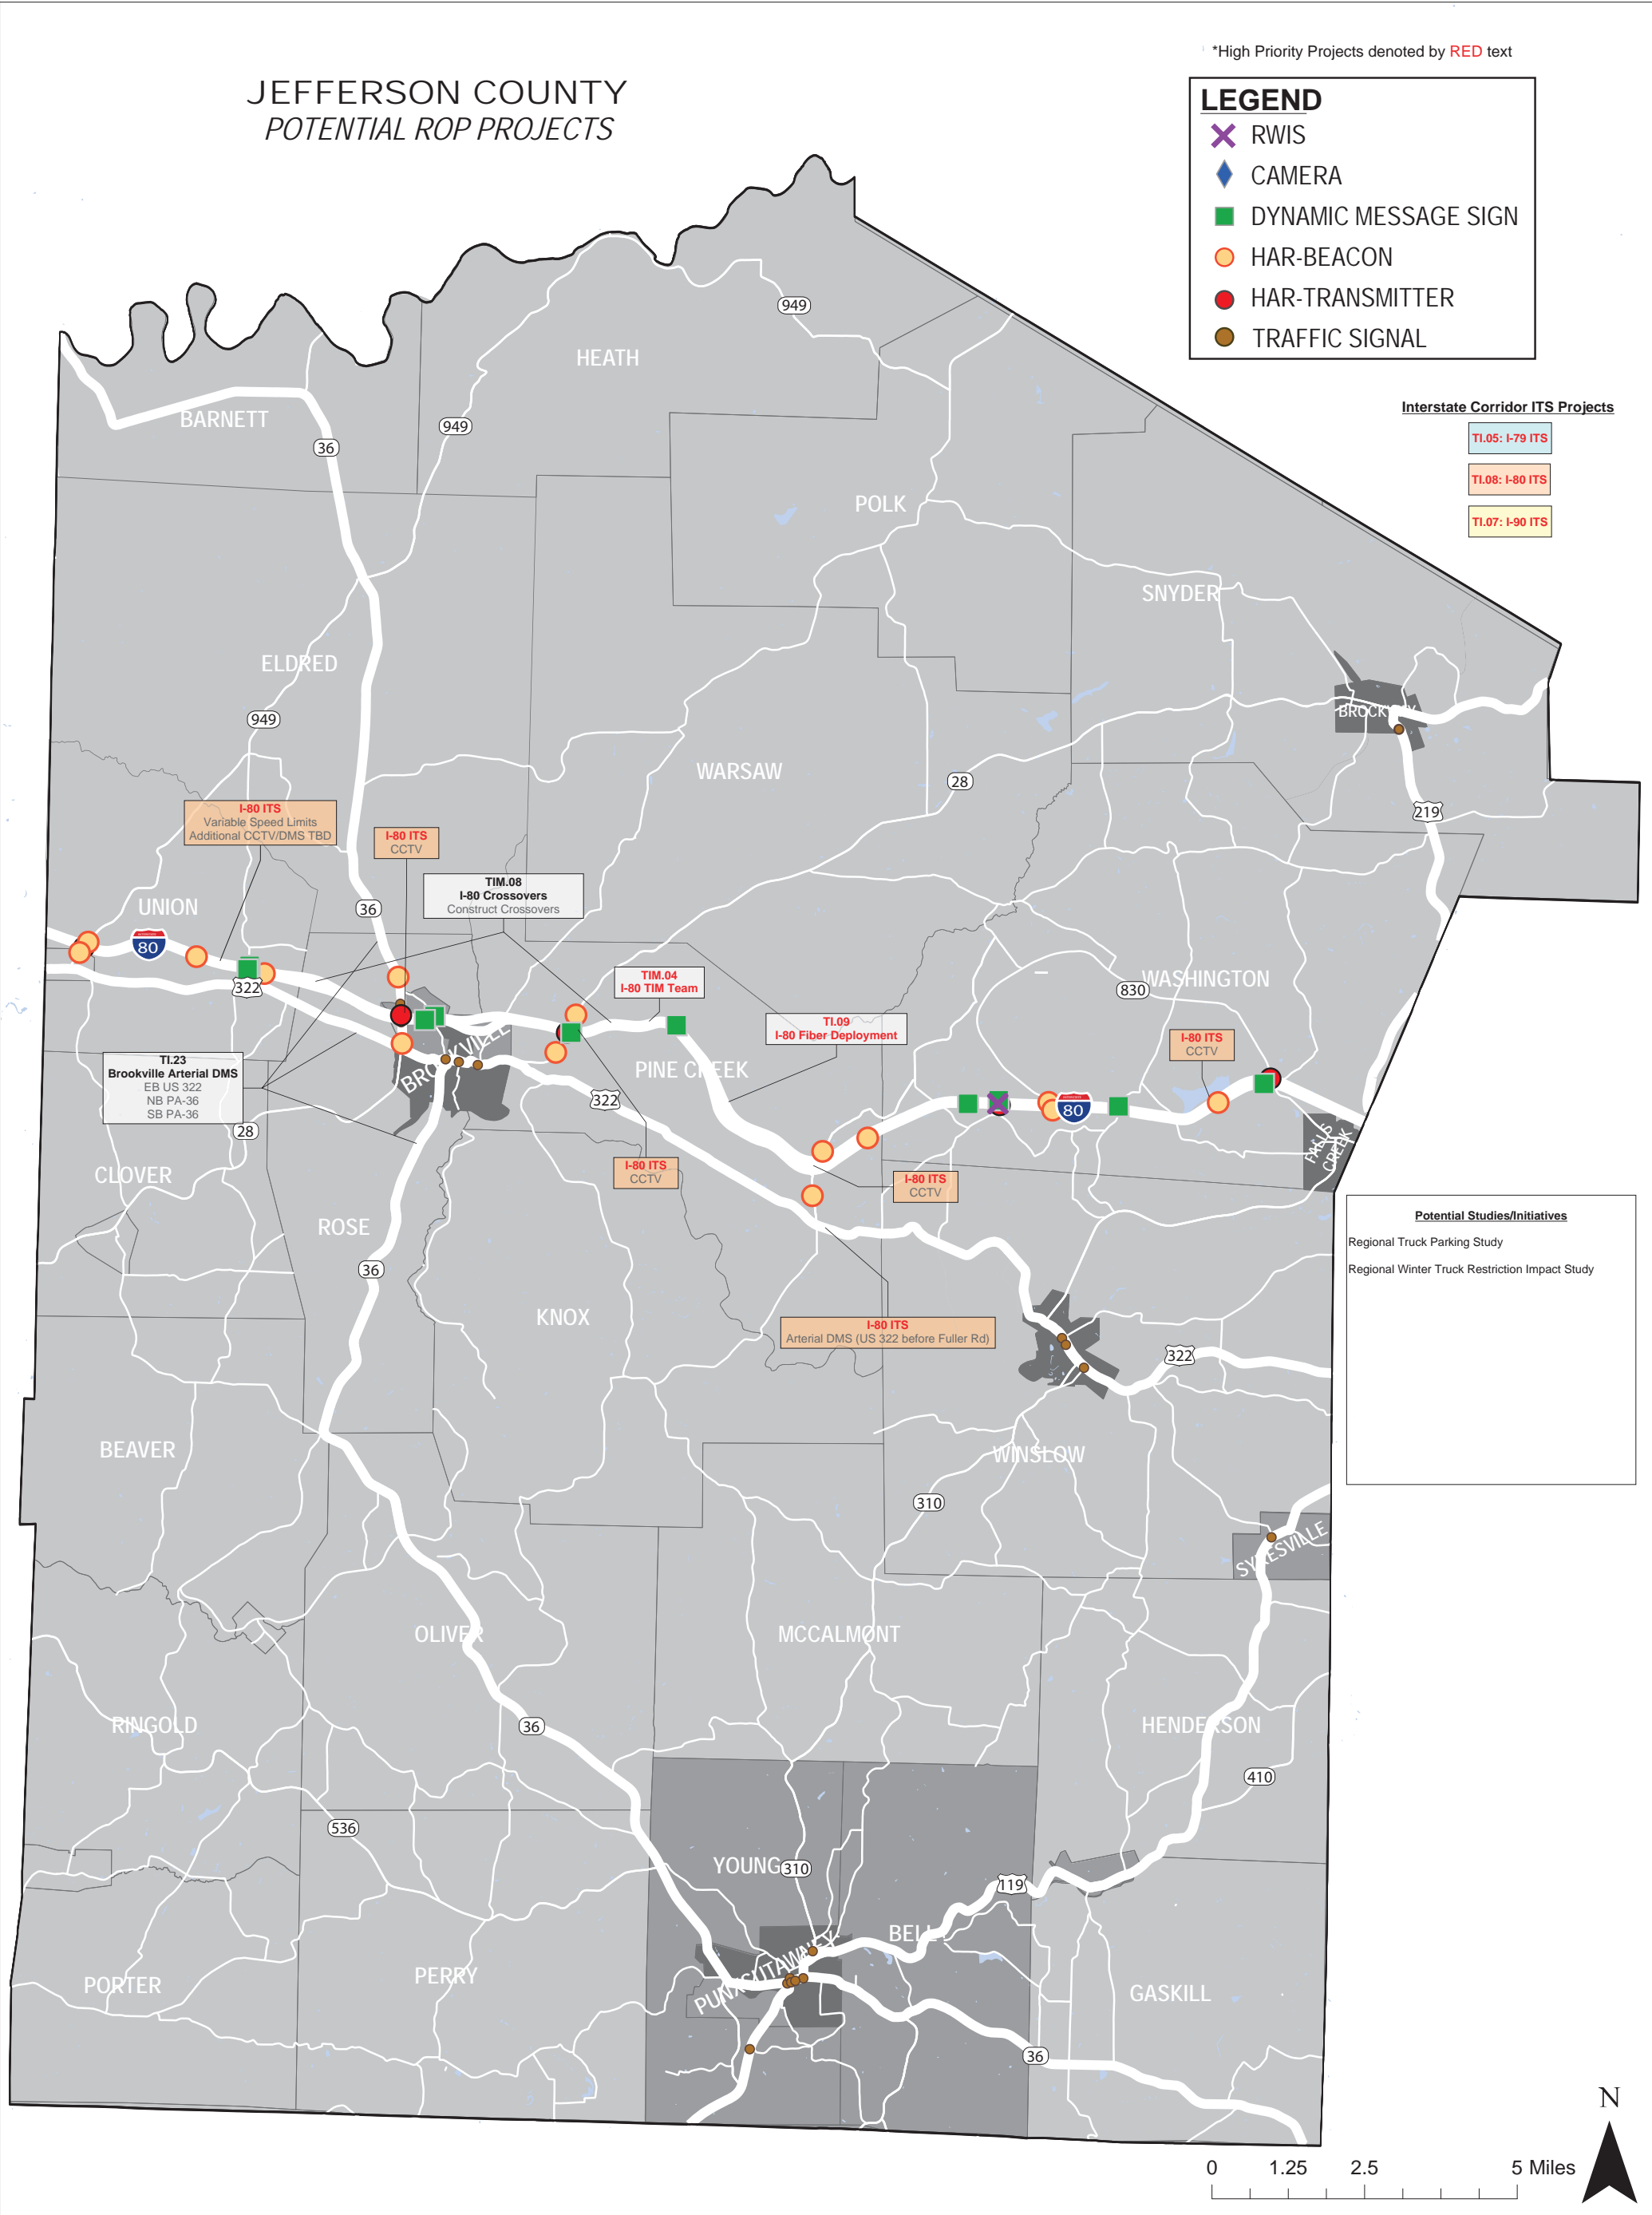 *High Priority Projects denoted by RED text
JEFFERSON COUNTY
POTENTIAL ROP PROJECTS
LEGEND
RWIS
CAMERA
DYNAMIC MESSAGE SIGN
HAR-BEACON
HAR-TRANSMITTER
TRAFFIC SIGNAL
Interstate Corridor ITS Projects
TI.05: I-79 ITS
TI.08: I-80 ITS
TI.07: I-90 ITS
949
HEATH
BARNETT
949
36
POLK
SNYDER
ELDRED
949
BROCKWAY
WARSAW
28
219
I-80 ITS
Variable Speed Limits
Additional CCTV/DMS TBD
I-80 ITS
CCTV
TIM.08
I-80 Crossovers
Construct Crossovers
UNION
36
80
322
TIM.04
I-80 TIM Team
WASHINGTON
830
TI.09
I-80 Fiber Deployment
I-80 ITS
CCTV
BROOKVILLE
PINE CREEK
TI.23
Brookville Arterial DMS
EB US 322
NB PA-36
SB PA-36
322
80
28
FALLS
CREEK
CLOVER
I-80 ITS
CCTV
I-80 ITS
CCTV
ROSE
36
Potential Studies/Initiatives
Regional Truck Parking Study
Regional Winter Truck Restriction Impact Study
KNOX
I-80 ITS
Arterial DMS (US 322 before Fuller Rd)
322
BEAVER
WINSLOW
310
SYKESVILLE
OLIVER
MCCALMONT
RINGOLD
36
HENDERSON
410
536
YOUNG
310
119
BELL
PUNXSUTAWNEY
PORTER
PERRY
GASKILL
36
N
0 1.25 2.5 5 Miles